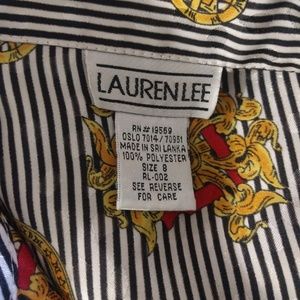 LAUREN LEE
RN# 19569
OSLO 7014 / 70951
MADE IN SRI LANKA
100% POLYESTER
SIZE 8
RL-002
SEE REVERSE
FOR CARE